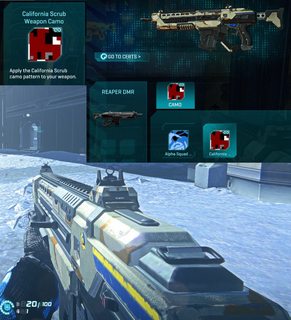 California Scrub
Weapon Camo
Apply the California Scrub
camo pattern to your weapon.
GO TO CERTS >
REAPER DMR
CAMO
Alpha Squad ...
California
20/100